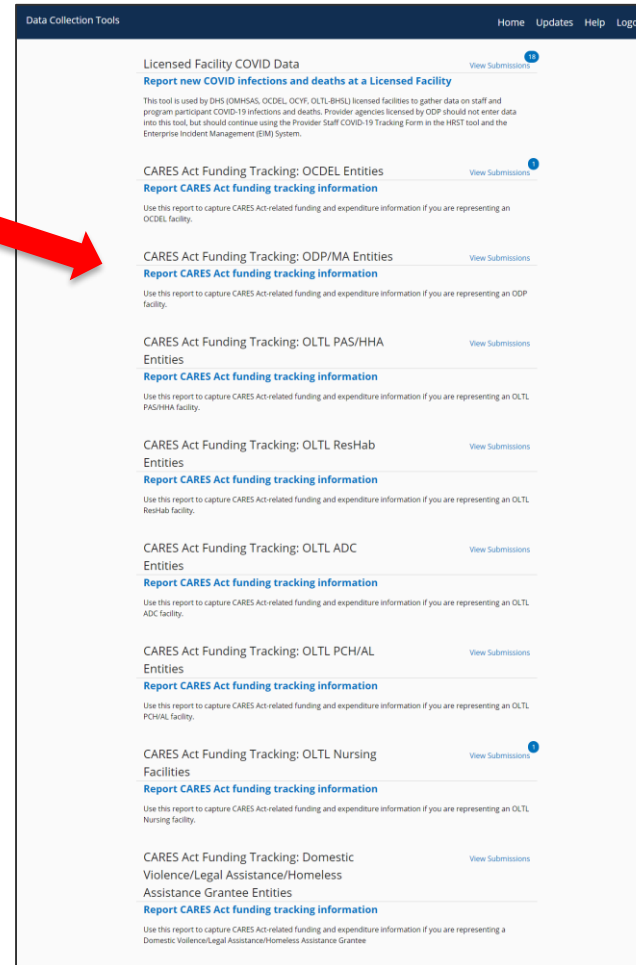 Data Collection Tools
Home Updates Help Logo
Licensed Facility COVID Data
View Submissions
18
Report new COVID infections and deaths at a Licensed Facility
This tool is used by DHS (OMHSAS, OCDEL, OCYF, OLTL-BHSL) licensed facilities to gather data on staff and
program participant COVID-19 infections and deaths. Provider agencies licensed by ODP should not enter data
into this tool, but should continue using the Provider Staff COVID-19 Tracking Form in the HRST tool and the
Enterprise Incident Management (EIM) System.
CARES Act Funding Tracking: OCDEL Entities
View Submissions
1
Report CARES Act funding tracking information
Use this report to capture CARES Act-related funding and expenditure information if you are representing an
OCDEL facility.
CARES Act Funding Tracking: ODP/MA Entities
View Submissions
Report CARES Act funding tracking information
Use this report to capture CARES Act-related funding and expenditure information if you are representing an ODP
facility.
CARES Act Funding Tracking: OLTL PAS/HHA
Entities
View Submissions
Report CARES Act funding tracking information
Use this report to capture CARES Act-related funding and expenditure information if you are representing an OLTL
PAS/HHA facility.
CARES Act Funding Tracking: OLTL ResHab
Entities
View Submissions
Report CARES Act funding tracking information
Use this report to capture CARES Act-related funding and expenditure information if you are representing an OLTL
ResHab facility.
CARES Act Funding Tracking: OLTL ADC
Entities
View Submissions
Report CARES Act funding tracking information
Use this report to capture CARES Act-related funding and expenditure information if you are representing an OLTL
ADC facility.
CARES Act Funding Tracking: OLTL PCH/AL
Entities
View Submissions
Report CARES Act funding tracking information
Use this report to capture CARES Act-related funding and expenditure information if you are representing an OLTL
PCH/AL facility.
CARES Act Funding Tracking: OLTL Nursing
Facilities
View Submissions
1
Report CARES Act funding tracking information
Use this report to capture CARES Act-related funding and expenditure information if you are representing an OLTL
Nursing facility.
CARES Act Funding Tracking: Domestic
Violence/Legal Assistance/Homeless
Assistance Grantee Entities
View Submissions
Report CARES Act funding tracking information
Use this report to capture CARES Act-related funding and expenditure information if you are representing a
Domestic Voilence/Legal Assistance/Homeless Assistance Grantee